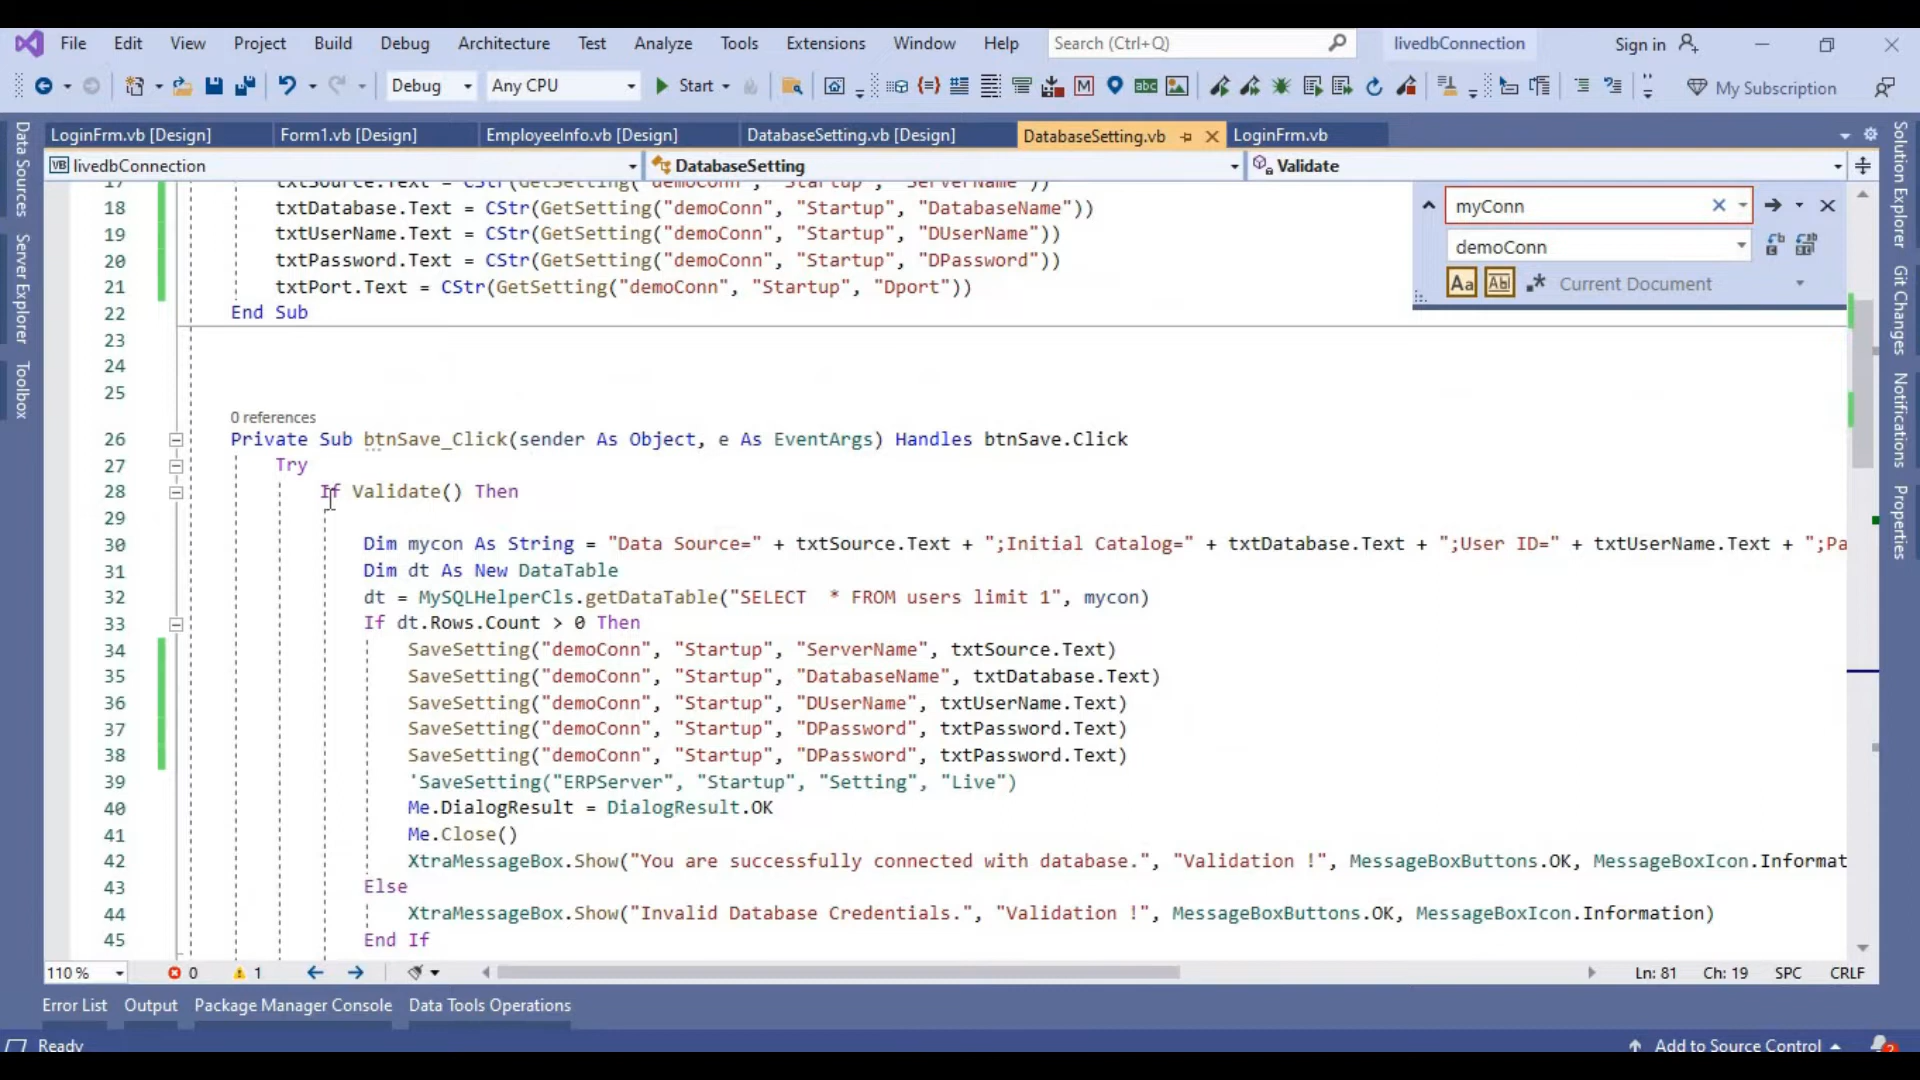 File Edit View Project Build Debug Test Architecture Analyze Tools Extensions Window Help Search (Ctrl+Q) livedbConnection Sign in
Debug Any CPU Start My Subscription
LoginFrm.vb [Design] Form1.vb [Design] EmployeeInfo.vb [Design] DatabaseSetting.vb [Design] DatabaseSetting.vb LoginFrm.vb
livedbConnection DatabaseSetting Validate
myConn
demoConn
Current Document
Data Sources
Server Explorer
Toolbox
Solution Explorer
Git Changes
Notifications
Properties
17 txtSource.Text = CStr(GetSetting("demoConn", "Startup", "ServerName"))
18 txtDatabase.Text = CStr(GetSetting("demoConn", "Startup", "DatabaseName"))
19 txtUserName.Text = CStr(GetSetting("demoConn", "Startup", "DUserName"))
20 txtPassword.Text = CStr(GetSetting("demoConn", "Startup", "DPassword"))
21 txtPort.Text = CStr(GetSetting("demoConn", "Startup", "Dport"))
22 End Sub
23
24
25
0 references
26 Private Sub btnSave_Click(sender As Object, e As EventArgs) Handles btnSave.Click
27 Try
28 If Validate() Then
29
30 Dim mycon As String = "Data Source=" + txtSource.Text + ";Initial Catalog=" + txtDatabase.Text + ";User ID=" + txtUserName.Text + ";Pa
31 Dim dt As New DataTable
32 dt = MySQLHelperCls.getDataTable("SELECT  * FROM users limit 1", mycon)
33 If dt.Rows.Count > 0 Then
34 SaveSetting("demoConn", "Startup", "ServerName", txtSource.Text)
35 SaveSetting("demoConn", "Startup", "DatabaseName", txtDatabase.Text)
36 SaveSetting("demoConn", "Startup", "DUserName", txtUserName.Text)
37 SaveSetting("demoConn", "Startup", "DPassword", txtPassword.Text)
38 SaveSetting("demoConn", "Startup", "DPassword", txtPassword.Text)
39 'SaveSetting("ERPServer", "Startup", "Setting", "Live")
40 Me.DialogResult = DialogResult.OK
41 Me.Close()
42 XtraMessageBox.Show("You are successfully connected with database.", "Validation !", MessageBoxButtons.OK, MessageBoxIcon.Informat
43 Else
44 XtraMessageBox.Show("Invalid Database Credentials.", "Validation !", MessageBoxButtons.OK, MessageBoxIcon.Information)
45 End If
110 % 0 1 Ln: 81 Ch: 19 SPC CRLF
Error List Output Package Manager Console Data Tools Operations
Ready Add to Source Control 2